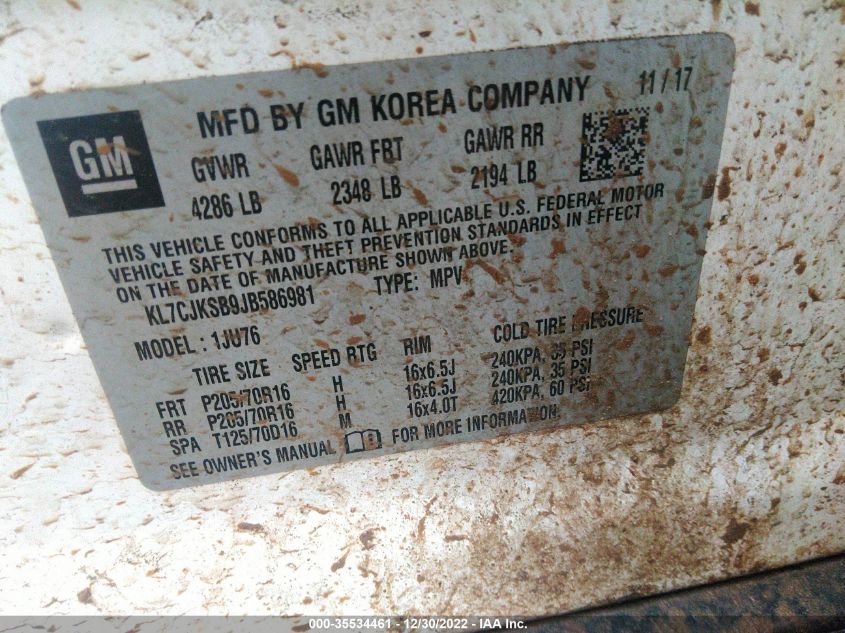 MFD BY GM KOREA COMPANY 11/17
GM
GVWR GAWR FRT GAWR RR
4286 LB 2348 LB 2194 LB
THIS VEHICLE CONFORMS TO ALL APPLICABLE U.S. FEDERAL MOTOR
VEHICLE SAFETY AND THEFT PREVENTION STANDARDS IN EFFECT
ON THE DATE OF MANUFACTURE SHOWN ABOVE.
KL7CJKSB9JB586981 TYPE: MPV
MODEL : 1JU76
TIRE SIZE SPEED RTG RIM COLD TIRE PRESSURE
FRT P205/70R16 H 16x6.5J 240KPA, 35 PSI
RR P205/70R16 H 16x6.5J 240KPA, 35 PSI
SPA T125/70D16 M 16x4.0T 420KPA, 60 PSI
SEE OWNER'S MANUAL FOR MORE INFORMATION.
000-35534461 - 12/30/2022 - IAA Inc.